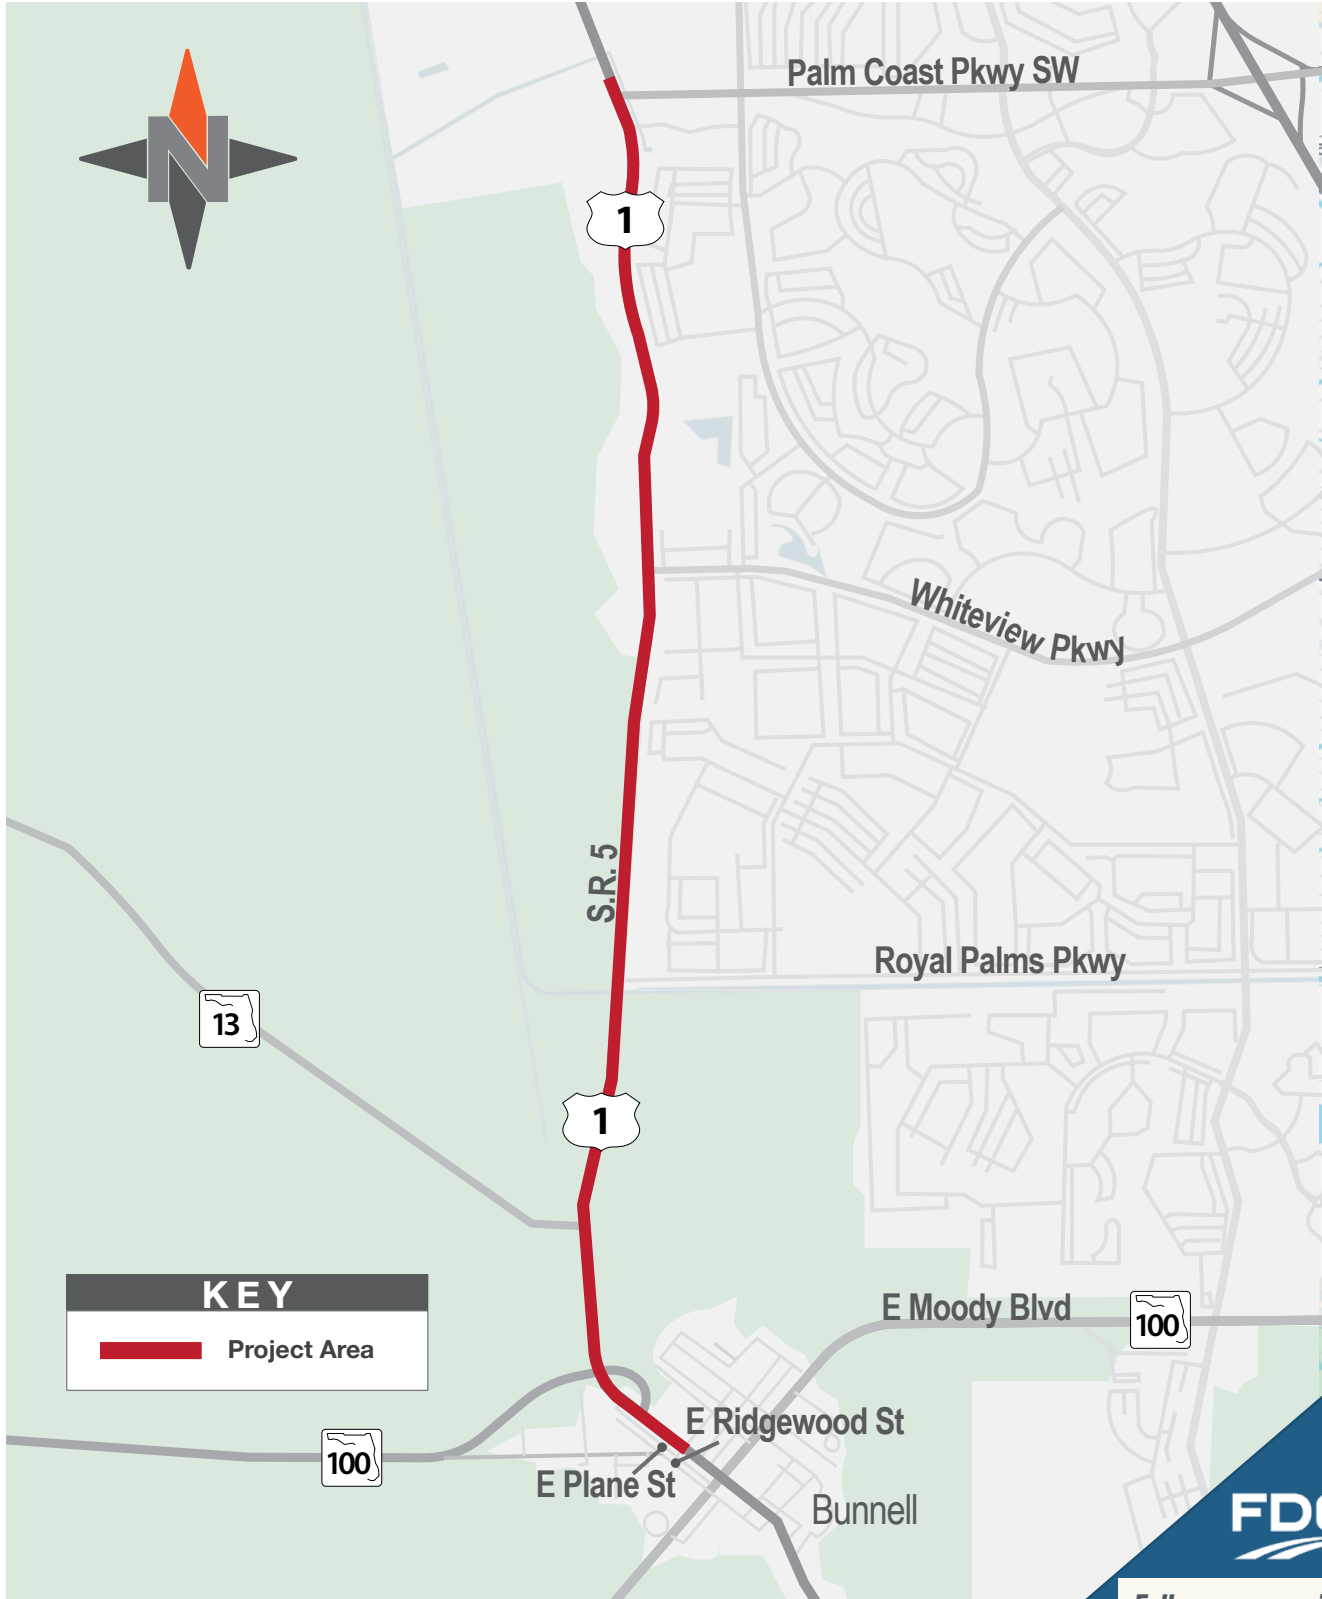 Palm Coast Pkwy SW
N
1
Whiteview Pkwy
S.R. 5
Royal Palms Pkwy
13
1
KEY
Project Area
E Moody Blvd
100
E Ridgewood St
100
E Plane St
Bunnell